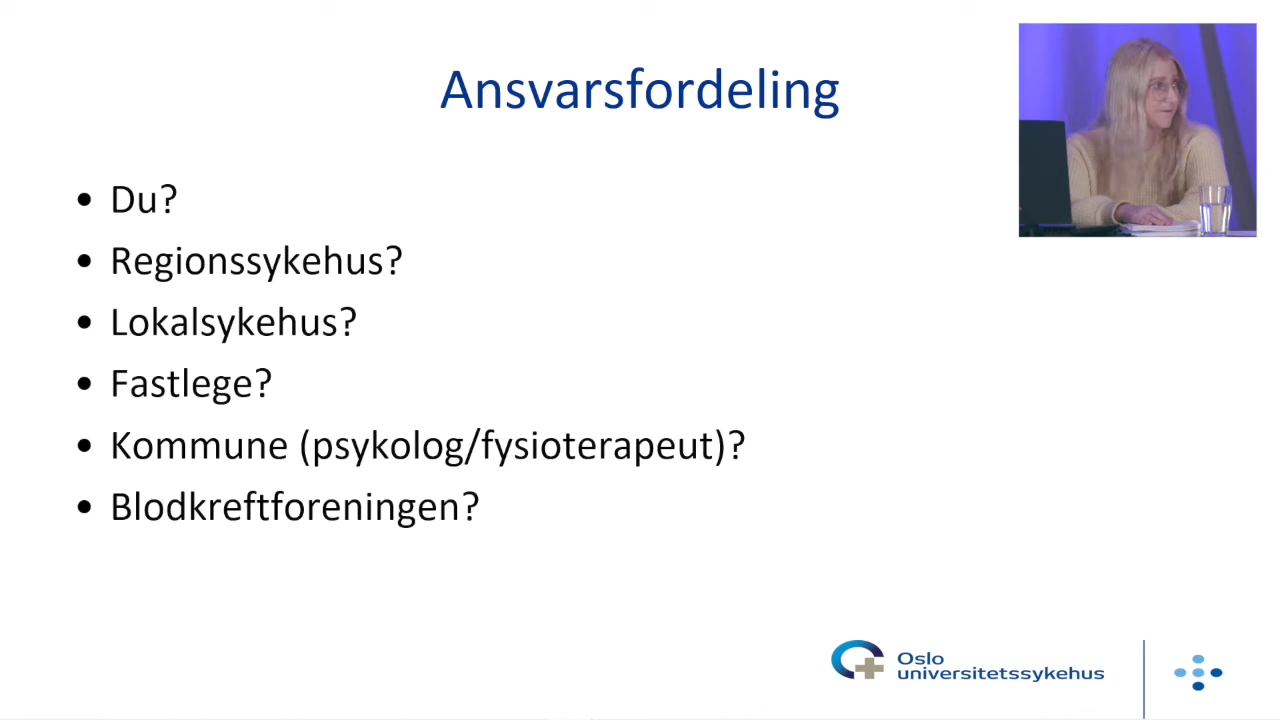 Ansvarsfordeling
• Du?
• Regionssykehus?
• Lokalsykehus?
• Fastlege?
• Kommune (psykolog/fysioterapeut)?
• Blodkreftforeningen?
Oslo
universitetssykehus